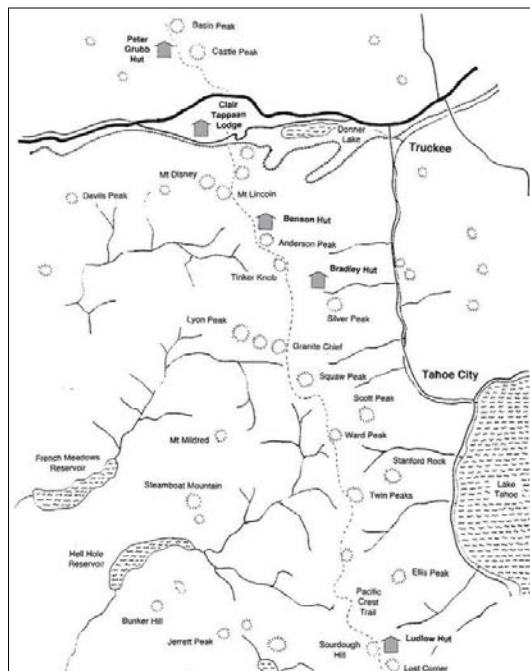 Basin Peak
Peter
Grubb
Hut
Castle Peak
Clair
Tappaan
Lodge
Donner
Lake
Truckee
Mt Disney
Devils Peak
Mt Lincoln
Benson Hut
Anderson Peak
Bradley Hut
Tinker Knob
Silver Peak
Lyon Peak
Granite Chief
Squaw Peak
Tahoe City
Scott Peak
Mt Mildred
Ward Peak
French Meadows
Reservoir
Stanford Rock
Lake
Tahoe
Steamboat Mountain
Twin Peaks
Hell Hole
Reservoir
Ellis Peak
Pacific
Crest
Trail
Bunker Hill
Jerrett Peak
Sourdough
Hill
Ludlow Hut
Lost Corner